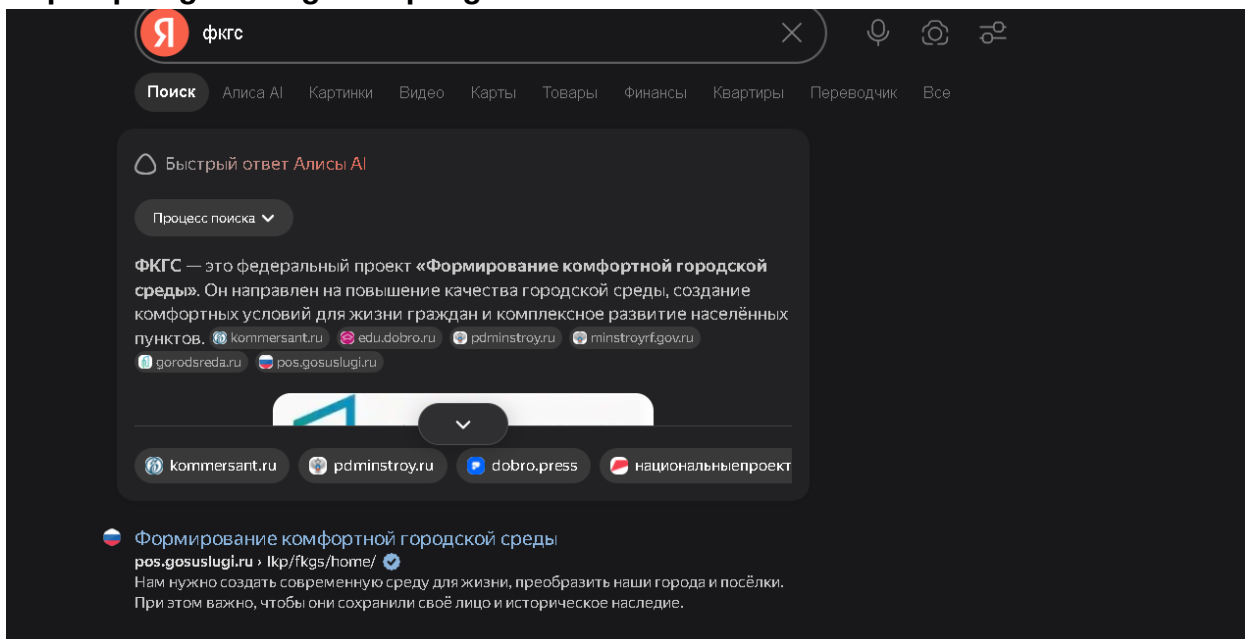 фкгс
Поиск Алиса AI Картинки Видео Карты Товары Финансы Квартиры Переводчик Все
Быстрый ответ Алисы AI
Процесс поиска
ФКГС — это федеральный проект «Формирование комфортной городской
среды». Он направлен на повышение качества городской среды, создание
комфортных условий для жизни граждан и комплексное развитие населённых
пунктов. kommersant.ru edu.dobro.ru pdminstroy.ru minstroyrf.gov.ru
gorodsreda.ru pos.gosuslugi.ru
kommersant.ru pdminstroy.ru dobro.press национальныепроект
Формирование комфортной городской среды
pos.gosuslugi.ru › lkp/fkgs/home/
Нам нужно создать современную среду для жизни, преобразить наши города и посёлки.
При этом важно, чтобы они сохранили своё лицо и историческое наследие.